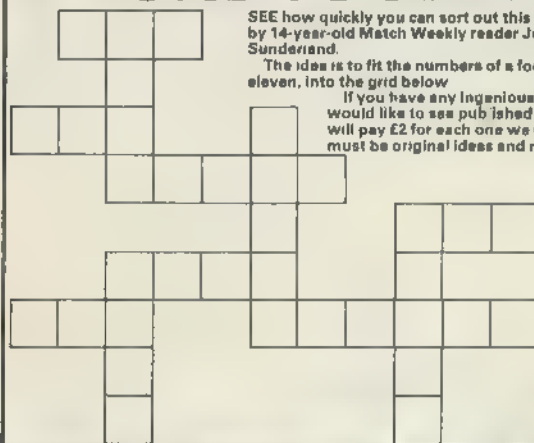 SEE how quickly you can sort out this
by 14-year-old Match Weekly reader
Sunderland.
The idea is to fit the numbers of a
eleven, into the grid below
If you have any ingenious
would like to see pub ished
will pay £2 for each one we
must be original ideas and